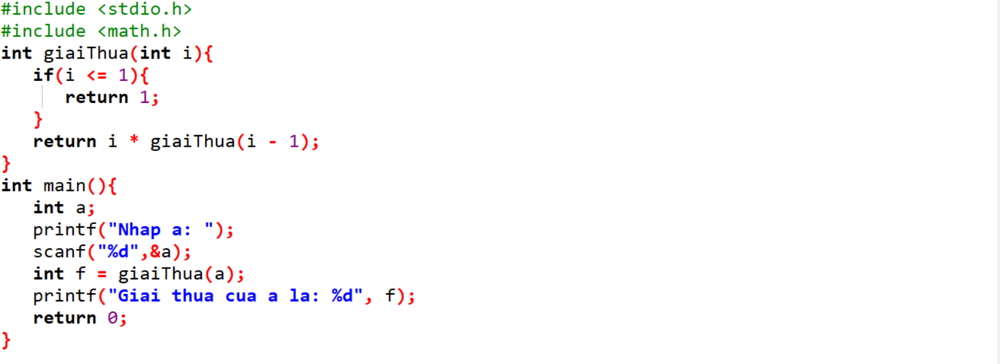 #include <stdio.h>
#include <math.h>
int giaiThua(int i){
   if(i <= 1){
      return 1;
   }
   return i * giaiThua(i - 1);
}
int main(){
   int a;
   printf("Nhap a: ");
   scanf("%d",&a);
   int f = giaiThua(a);
   printf("Giai thua cua a la: %d", f);
   return 0;
}